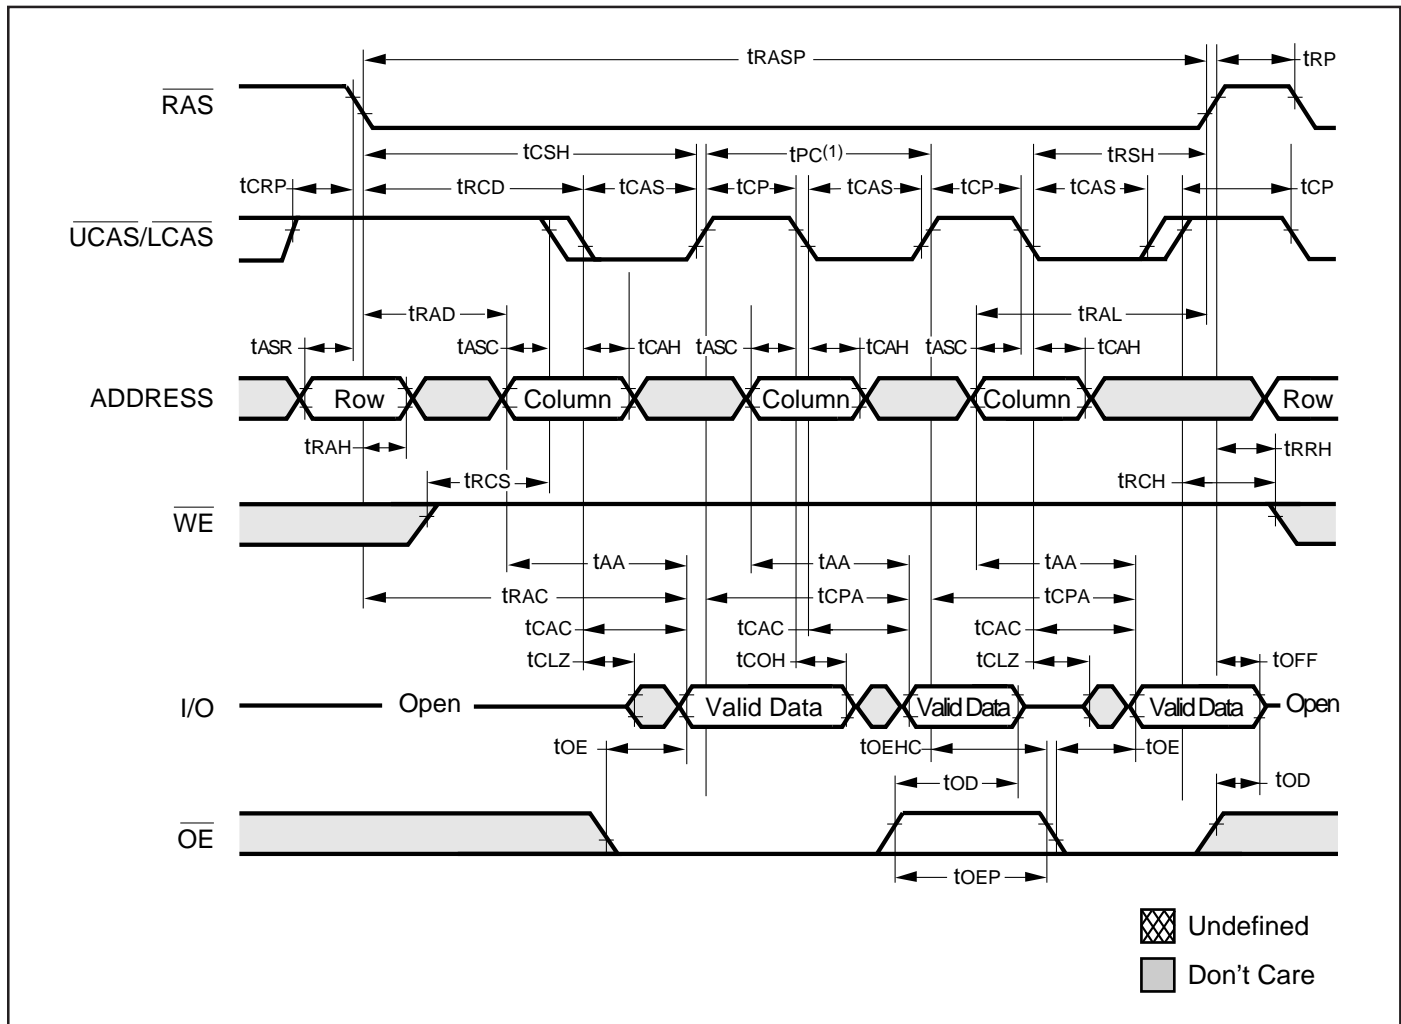 tRASP tRP
RAS
tCSH tPC(1) tRSH
tCRP tRCD tCAS tCP tCAS tCP tCAS tCP
UCAS/LCAS
tRAD tRAL
tASR tASC tCAH tASC tCAH tASC tCAH
ADDRESS Row Column Column Column Row
tRAH tRRH
tRCS tRCH
WE
tAA tAA tAA
tRAC tCPA tCPA
tCAC tCAC tCAC
tCLZ tCOH tCLZ tOFF
I/O Open Valid Data Valid Data Valid Data Open
tOE tOEHC tOE
tOD tOD
OE
tOEP
Undefined
Don't Care